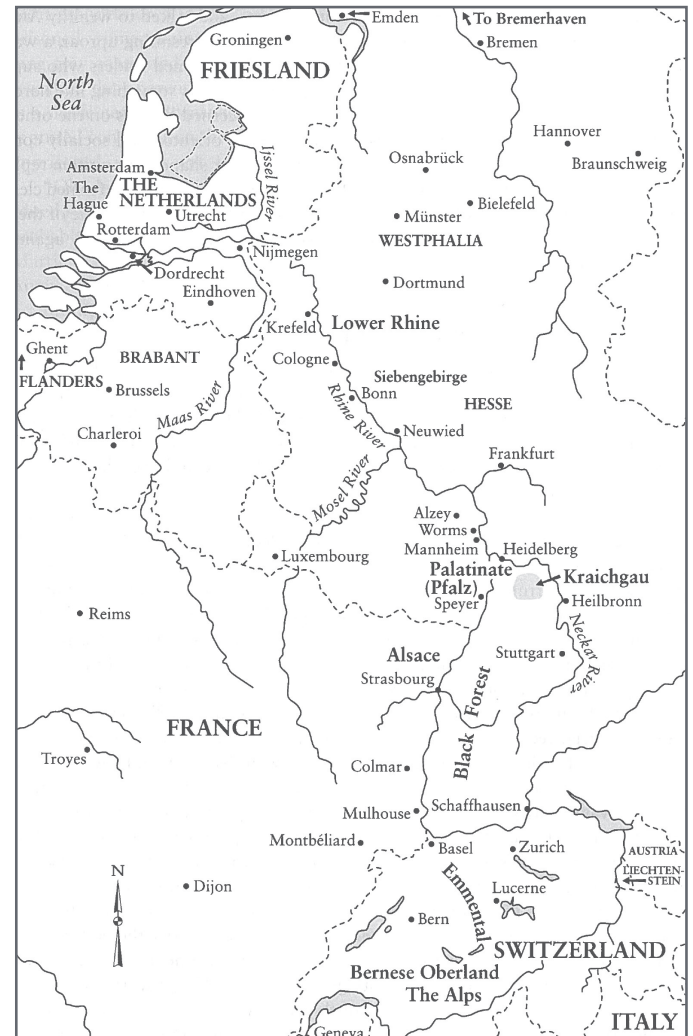 Emden
To Bremerhaven
Groningen
Bremen
FRIESLAND
North
Sea
Hannover
Osnabrück
Braunschweig
Ijssel River
Amsterdam
THE
NETHERLANDS
The
Hague
Utrecht
Bielefeld
Münster
Rotterdam
WESTPHALIA
Nijmegen
Dordrecht
Dortmund
Eindhoven
Krefeld
Lower Rhine
Ghent
BRABANT
Cologne
FLANDERS
Siebengebirge
Brussels
Bonn
Maas River
Rhine River
HESSE
Charleroi
Neuwied
Frankfurt
Mosel River
Alzey
Worms
Mannheim
Heidelberg
Luxembourg
Palatinate
(Pfalz)
Kraichgau
Speyer
Heilbronn
Reims
Neckar River
Alsace
Stuttgart
Strasbourg
Black Forest
FRANCE
Troyes
Colmar
Mulhouse
Schaffhausen
Montbéliard
Basel
Zurich
AUSTRIA
LIECHTEN-
STEIN
N
Dijon
Emmental
Lucerne
Bern
SWITZERLAND
Bernese Oberland
The Alps
ITALY
Geneva